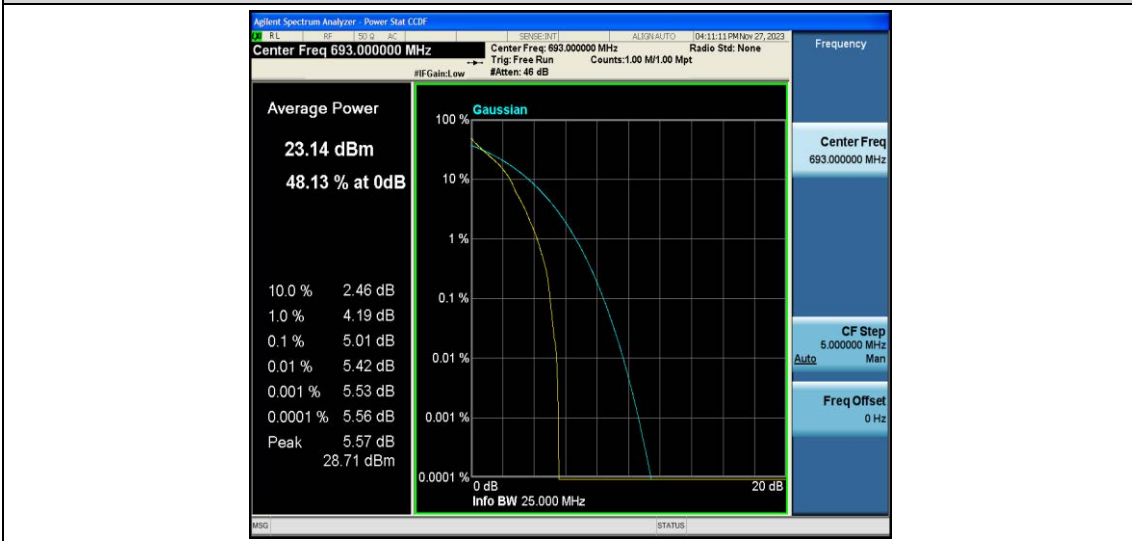 Agilent Spectrum Analyzer - Power Stat CCDF
RL RF 50 Ω AC SENSE:INT ALIGN AUTO 04:11:11 PM Nov 27, 2023
Center Freq 693.000000 MHz
Center Freq: 693.000000 MHz Radio Std: None
Trig: Free Run Counts:1.00 M/1.00 Mpt
#IFGain:Low #Atten: 46 dB
Frequency
Average Power
23.14 dBm
48.13 % at 0dB
10.0 % 2.46 dB
1.0 % 4.19 dB
0.1 % 5.01 dB
0.01 % 5.42 dB
0.001 % 5.53 dB
0.0001 % 5.56 dB
Peak 5.57 dB
28.71 dBm
Gaussian
100 %
10 %
1 %
0.1 %
0.01 %
0.001 %
0.0001 %
0 dB 20 dB
Info BW 25.000 MHz
Center Freq
693.000000 MHz
CF Step
5.000000 MHz
Auto Man
Freq Offset
0 Hz
MSG STATUS